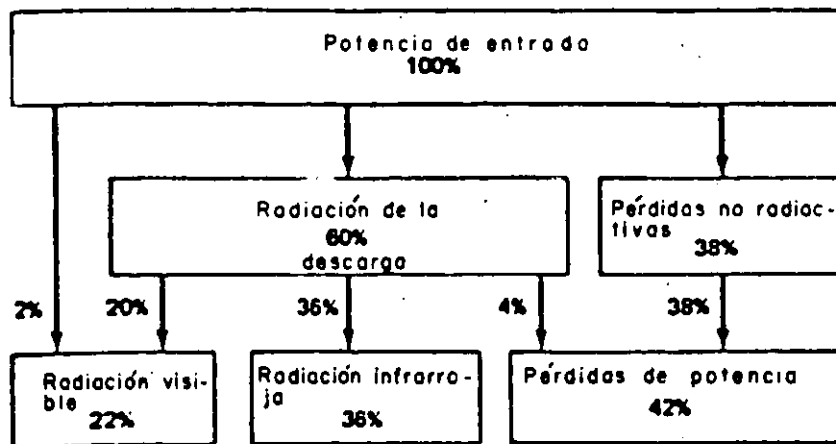 Potencia de entrada
100%
Radiación de la
60%
descarga
Pérdidas no radiac-
tivas
38%
2%
20%
36%
4%
38%
Radiación visi-
ble
22%
Radiación infrarro-
ja
36%
Pérdidas de potencia
42%